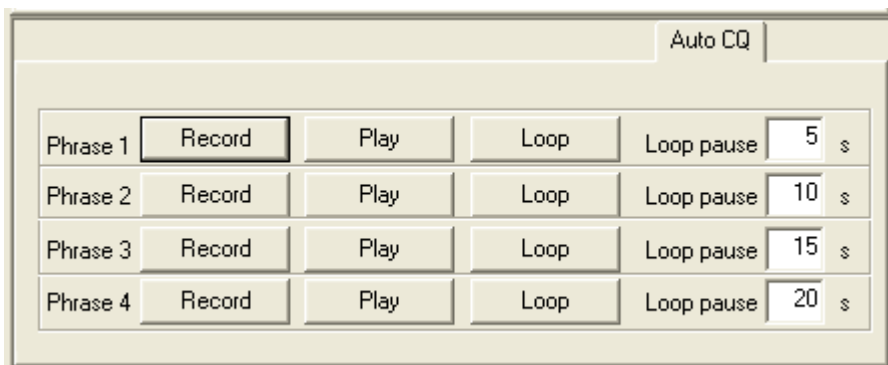 Auto CQ
Phrase 1 Record Play Loop Loop pause 5 s
Phrase 2 Record Play Loop Loop pause 10 s
Phrase 3 Record Play Loop Loop pause 15 s
Phrase 4 Record Play Loop Loop pause 20 s